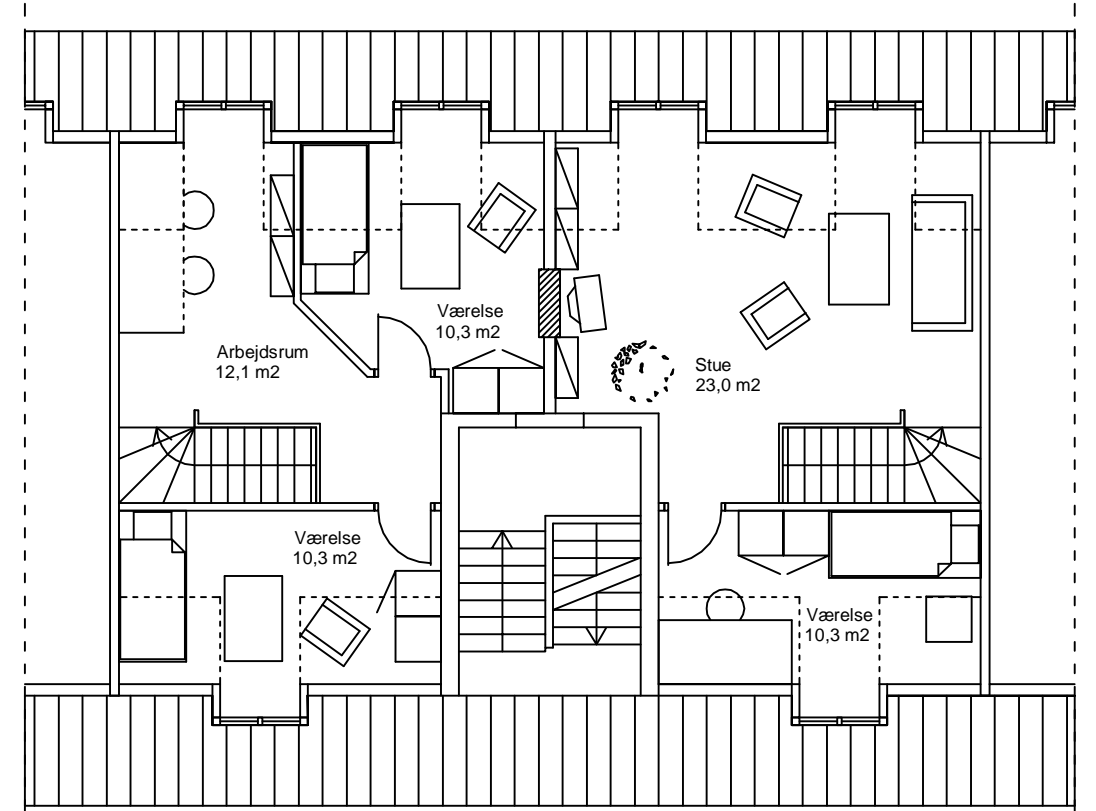 Værelse
10,3 m2
Arbejdsrum
12,1 m2
Stue
23,0 m2
Værelse
10,3 m2
Værelse
10,3 m2